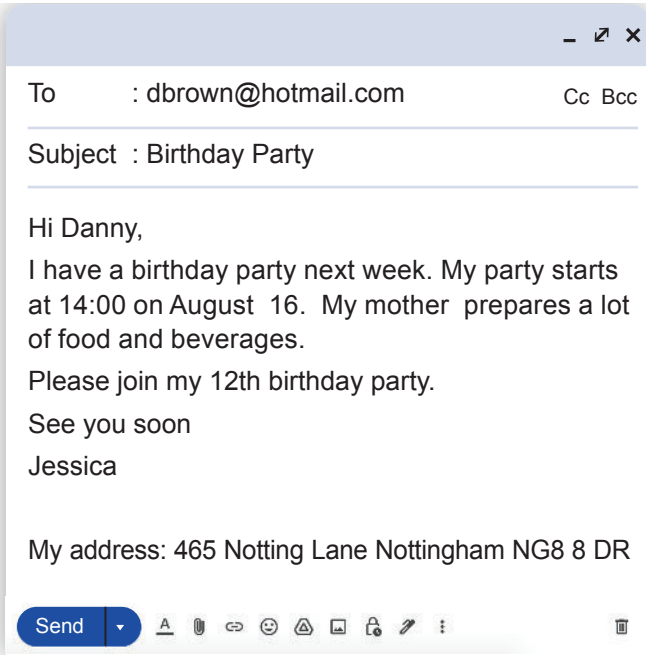 To : dbrown@hotmail.com Cc Bcc
Subject : Birthday Party
Hi Danny,
I have a birthday party next week. My party starts
at 14:00 on August 16. My mother prepares a lot
of food and beverages.
Please join my 12th birthday party.
See you soon
Jessica
My address: 465 Notting Lane Nottingham NG8 8 DR
Send A